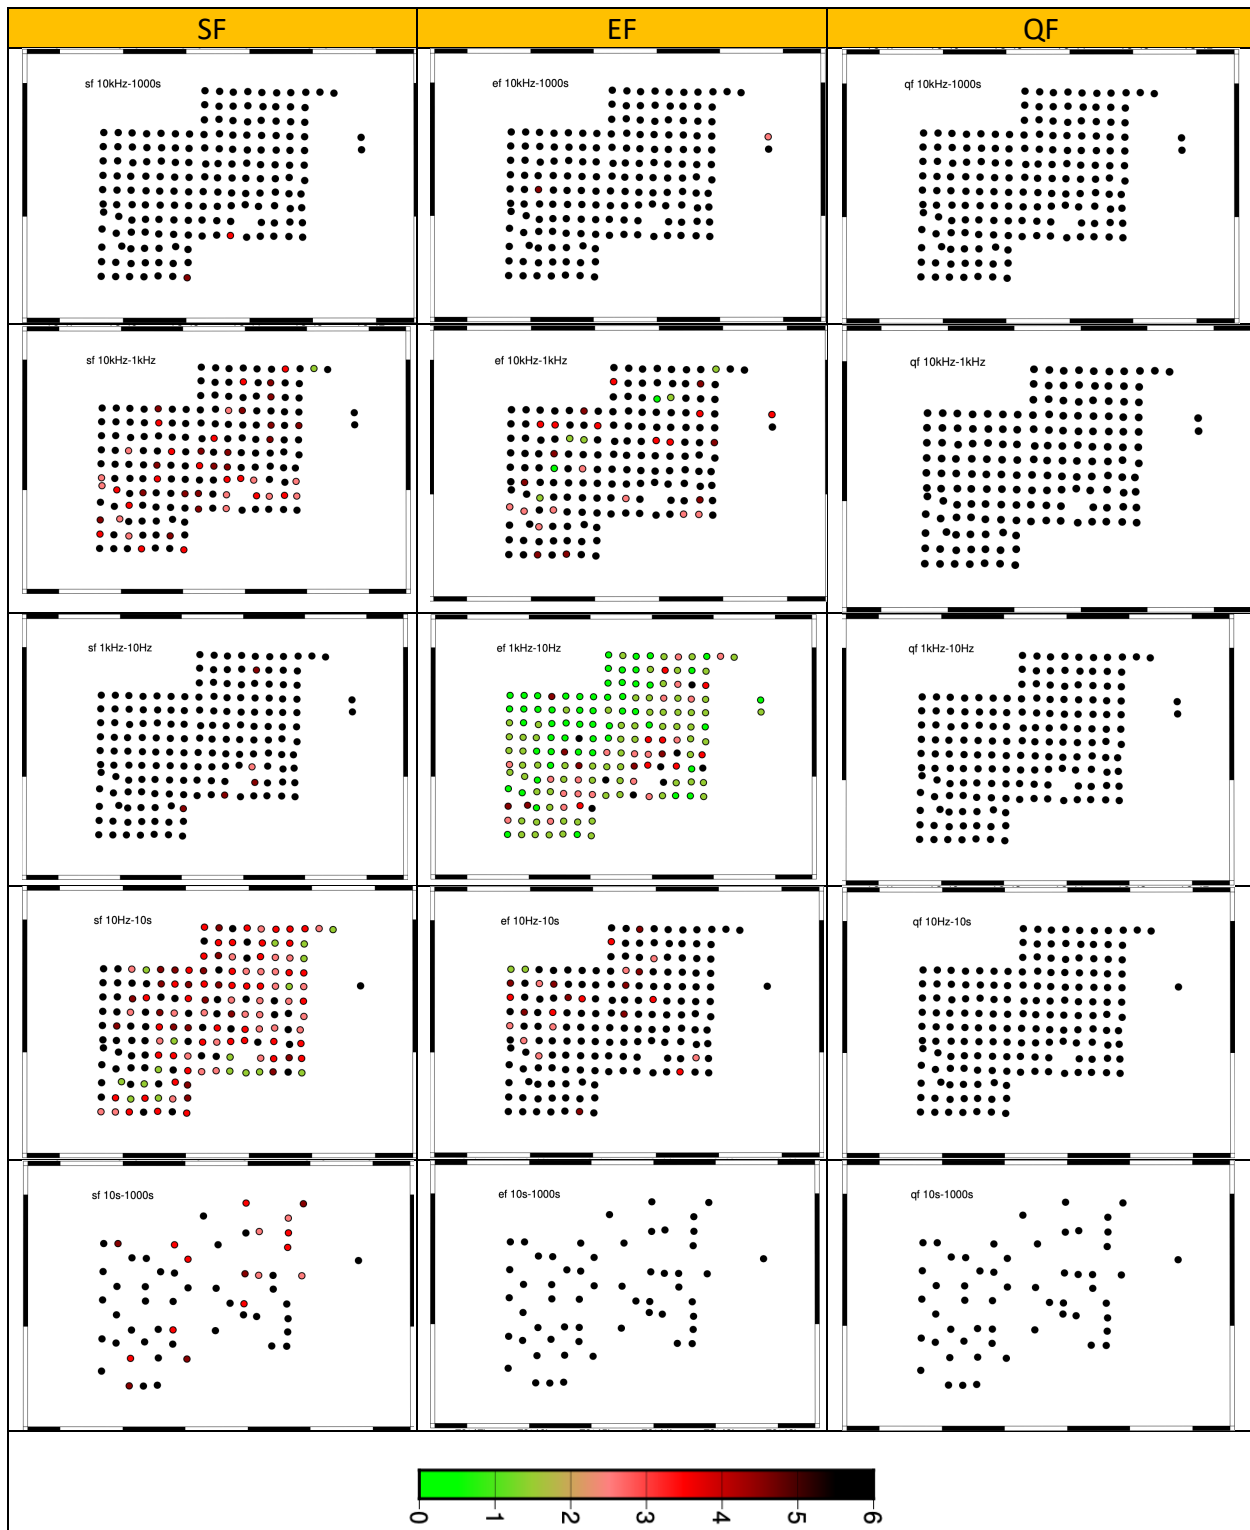 SF EF QF
sf 10kHz-1000s ef 10kHz-1000s qf 10kHz-1000s
sf 10kHz-1kHz ef 10kHz-1kHz qf 10kHz-1kHz
sf 1kHz-10Hz ef 1kHz-10Hz qf 1kHz-10Hz
sf 10Hz-10s ef 10Hz-10s qf 10Hz-10s
sf 10s-1000s ef 10s-1000s qf 10s-1000s
0 1 2 3 4 5 6